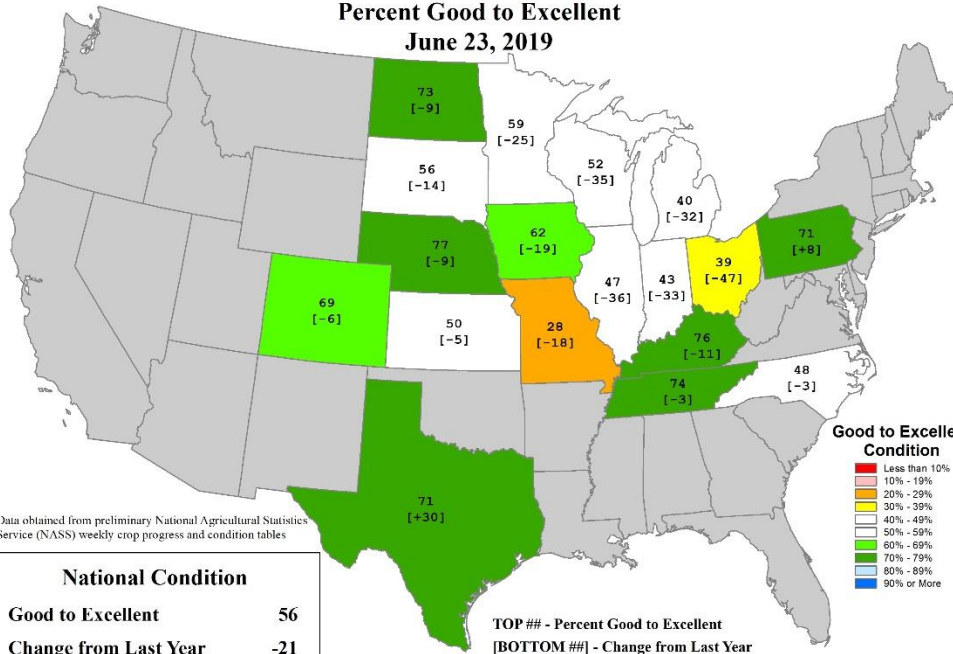 Percent Good to Excellent
June 23, 2019
73
[-9]
59
[-25]
56
[-14]
52
[-35]
40
[-32]
77
[-9]
62
[-19]
71
[+8]
39
[-47]
47
[-36]
43
[-33]
69
[-6]
50
[-5]
28
[-18]
76
[-11]
74
[-3]
48
[-3]
71
[+30]
Good to Excelle
Condition
Less than 10%
10% - 19%
20% - 29%
30% - 39%
40% - 49%
50% - 59%
60% - 69%
70% - 79%
80% - 89%
90% or More
Data obtained from preliminary National Agricultural Statistics
Service (NASS) weekly crop progress and condition tables
National Condition
Good to Excellent 56
Change from Last Year -21
TOP ## - Percent Good to Excellent
[BOTTOM ##] - Change from Last Year